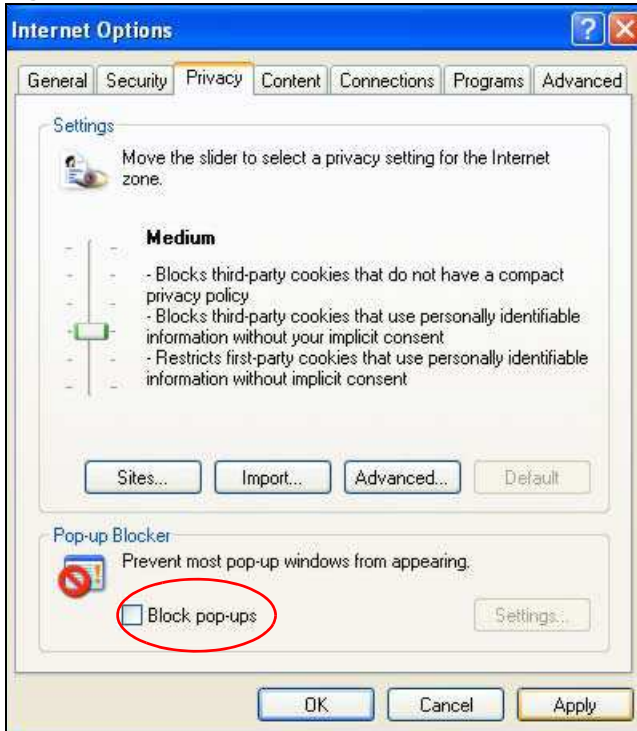 Internet Options
General Security Privacy Content Connections Programs Advanced
Settings
Move the slider to select a privacy setting for the Internet
zone.
Medium
- Blocks third-party cookies that do not have a compact
privacy policy
- Blocks third-party cookies that use personally identifiable
information without your implicit consent
- Restricts first-party cookies that use personally identifiable
information without implicit consent
Sites... Import... Advanced... Default
Pop-up Blocker
Prevent most pop-up windows from appearing.
Block pop-ups Settings...
OK Cancel Apply